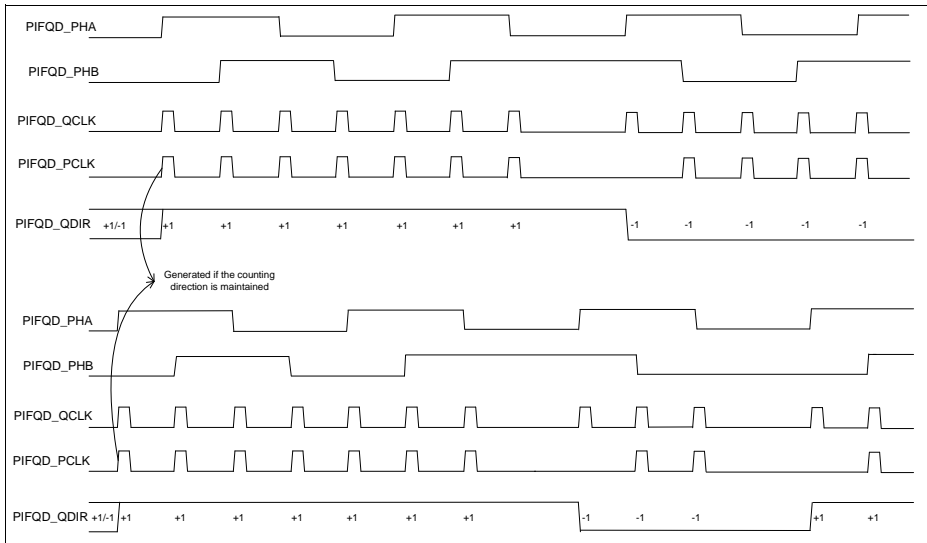 PIFQD_PHA
PIFQD_PHB
PIFQD_QCLK
PIFQD_PCLK
PIFQD_QDIR +1/-1 +1 +1 +1 +1 +1 +1 +1 -1 -1 -1 -1 -1
Generated if the counting
direction is maintained
PIFQD_PHA
PIFQD_PHB
PIFQD_QCLK
PIFQD_PCLK
PIFQD_QDIR +1/-1 +1 +1 +1 +1 +1 +1 +1 -1 -1 -1 +1 +1